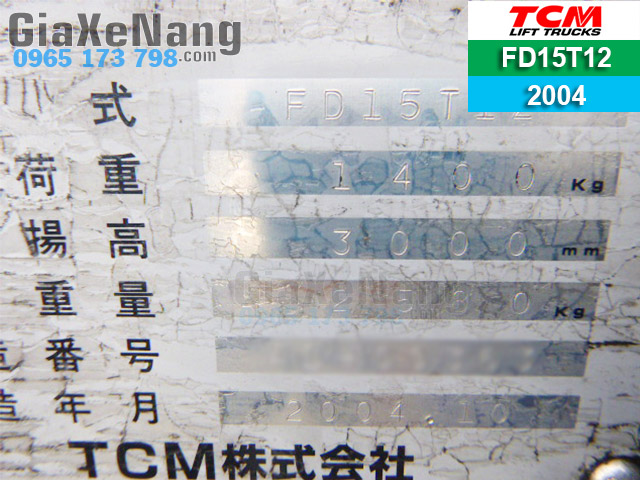 GiaXeNang
0965 173 798.com
TCM
LIFT TRUCKS
FD15T12
2004
式 FD15T12
荷重 1400 Kg
揚高 3000 mm
重量 Kg
番号
年月 2004.10
TCM株式会社
GiaXeNang